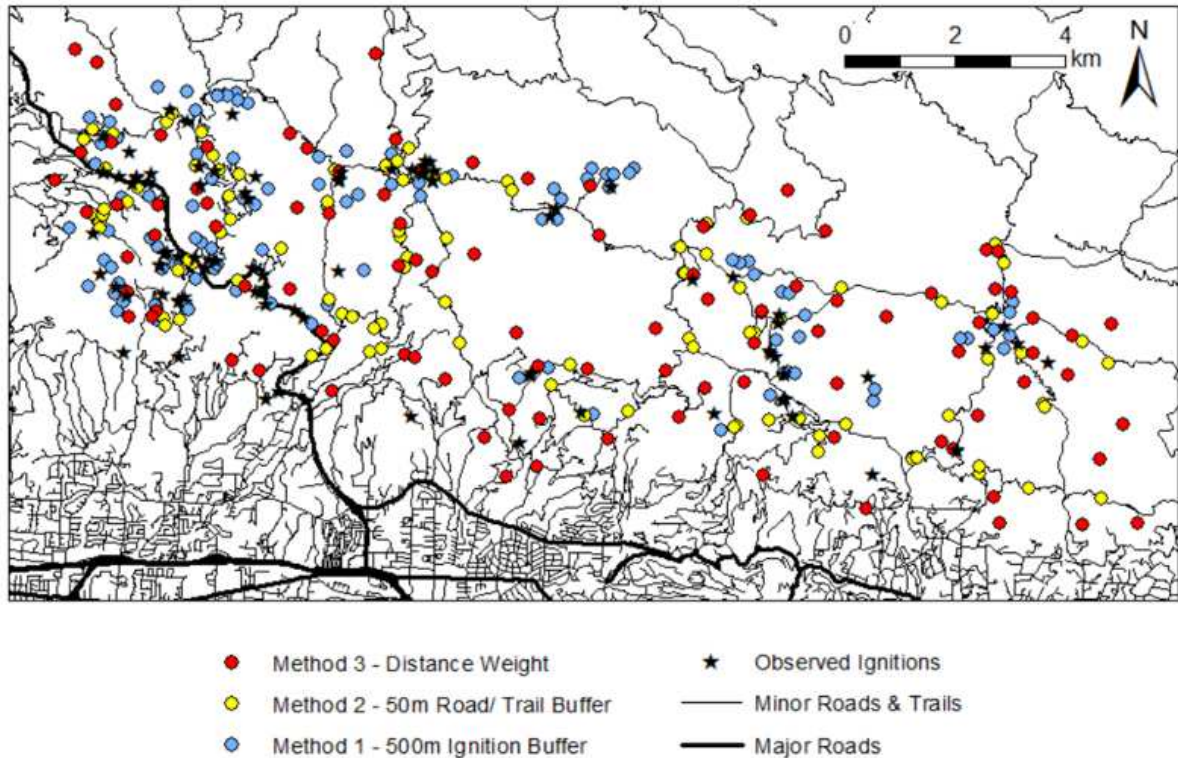 N
0 2 4
km
Method 3 - Distance Weight
Observed Ignitions
Method 2 - 50m Road/ Trail Buffer
Minor Roads & Trails
Method 1 - 500m Ignition Buffer
Major Roads